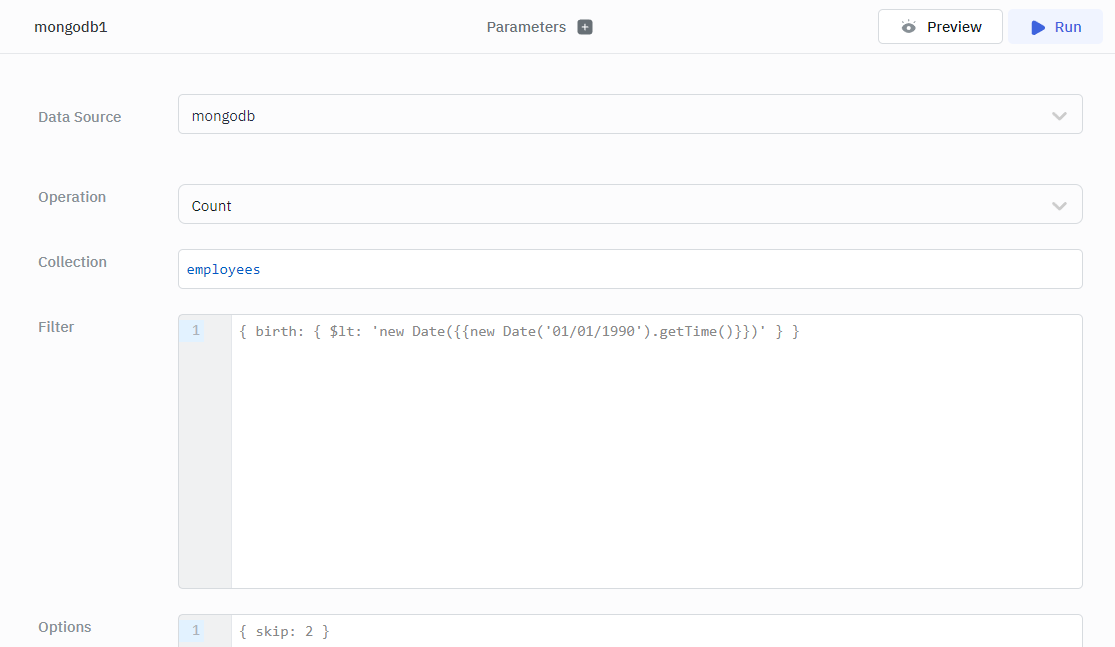 mongodb1
Parameters +
Preview
Run
Data Source
mongodb
Operation
Count
Collection
employees
Filter
1 { birth: { $lt: 'new Date({{new Date('01/01/1990').getTime()}})' } }
Options
1 { skip: 2 }